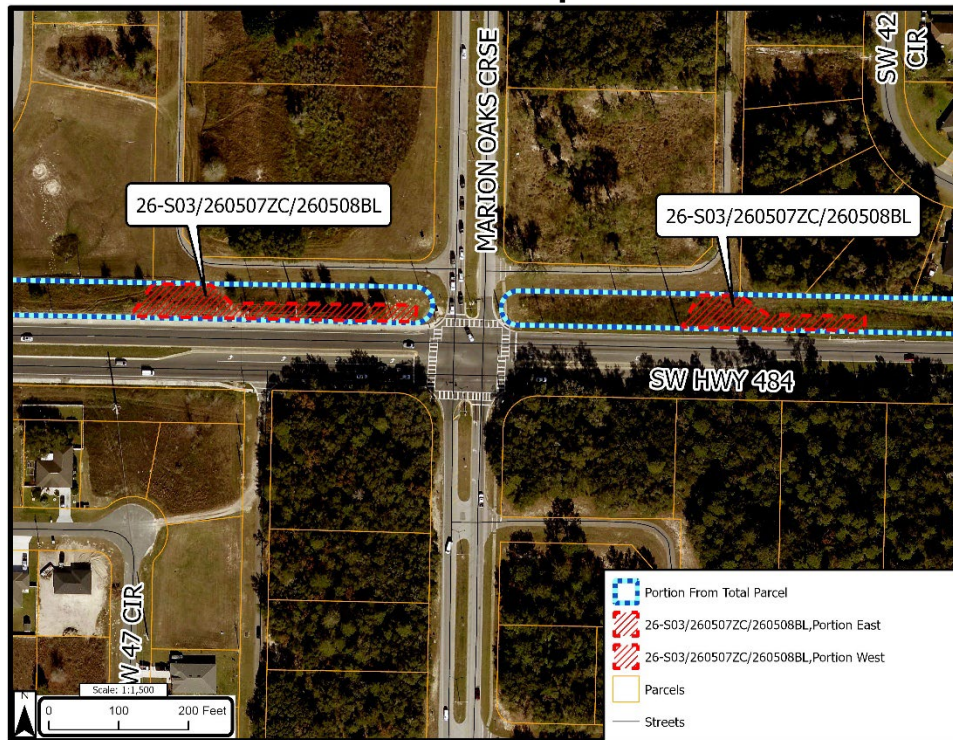 SW 42
CIR
MARION OAKS CRSE
26-S03/260507ZC/260508BL
26-S03/260507ZC/260508BL
SW HWY 484
W 47 CIR
Portion From Total Parcel
26-S03/260507ZC/260508BL,Portion East
26-S03/260507ZC/260508BL,Portion West
Parcels
Streets
Scale: 1:1,500
N
0 100 200 Feet